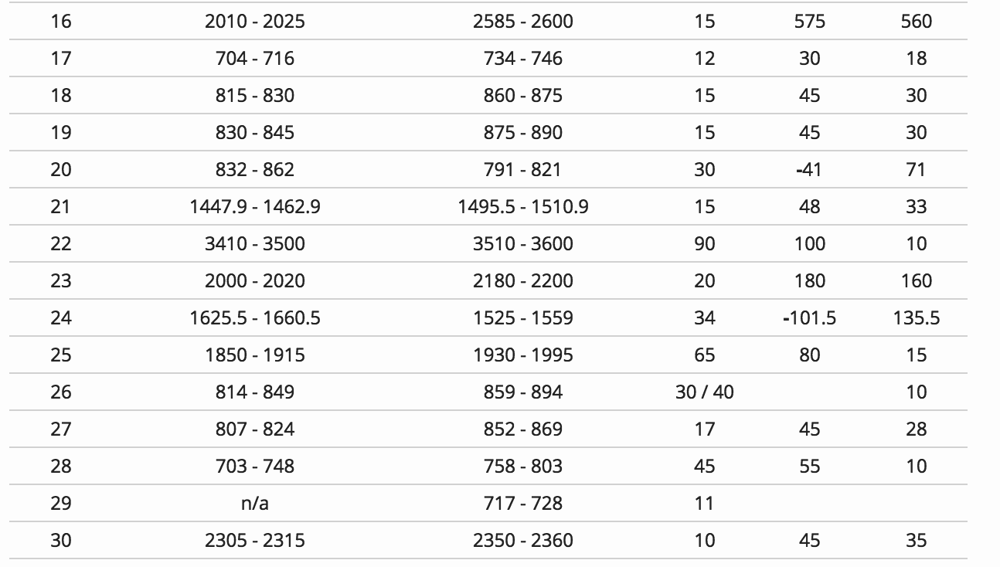 16 2010 - 2025 2585 - 2600 15 575 560
17 704 - 716 734 - 746 12 30 18
18 815 - 830 860 - 875 15 45 30
19 830 - 845 875 - 890 15 45 30
20 832 - 862 791 - 821 30 -41 71
21 1447.9 - 1462.9 1495.5 - 1510.9 15 48 33
22 3410 - 3500 3510 - 3600 90 100 10
23 2000 - 2020 2180 - 2200 20 180 160
24 1625.5 - 1660.5 1525 - 1559 34 -101.5 135.5
25 1850 - 1915 1930 - 1995 65 80 15
26 814 - 849 859 - 894 30 / 40 10
27 807 - 824 852 - 869 17 45 28
28 703 - 748 758 - 803 45 55 10
29 n/a 717 - 728 11
30 2305 - 2315 2350 - 2360 10 45 35